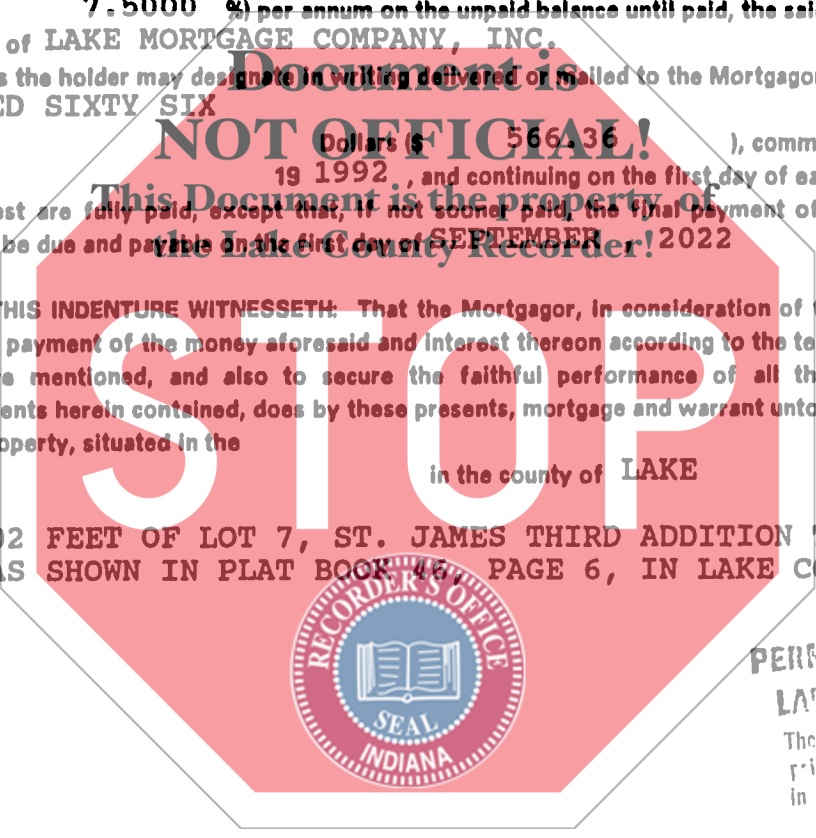 7.5000 %) per annum on the unpaid balance until paid, the sai
of LAKE MORTGAGE COMPANY, INC.
Document is
s the holder may designate in writing delivered or mailed to the Mortgagor
ED SIXTY SIX
NOT OFFICIAL!
Dollars ($ 566.36 ), comm
19 1992 , and continuing on the first day of ea
This Document is the property of
est are fully paid, except that, if not sooner paid, the final payment of
the Lake County Recorder!
be due and payable on the first day of SEPTEMBER , 2022
THIS INDENTURE WITNESSETH: That the Mortgagor, in consideration of t
payment of the money aforesaid and interest thereon according to the te
e mentioned, and also to secure the faithful performance of all th
ents herein contained, does by these presents, mortgage and warrant unto
operty, situated in the
STOP
in the county of LAKE
02 FEET OF LOT 7, ST. JAMES THIRD ADDITION T
AS SHOWN IN PLAT BOOK 46, PAGE 6, IN LAKE CO
RECORDER'S OFFICE
SEAL
INDIANA
The
in